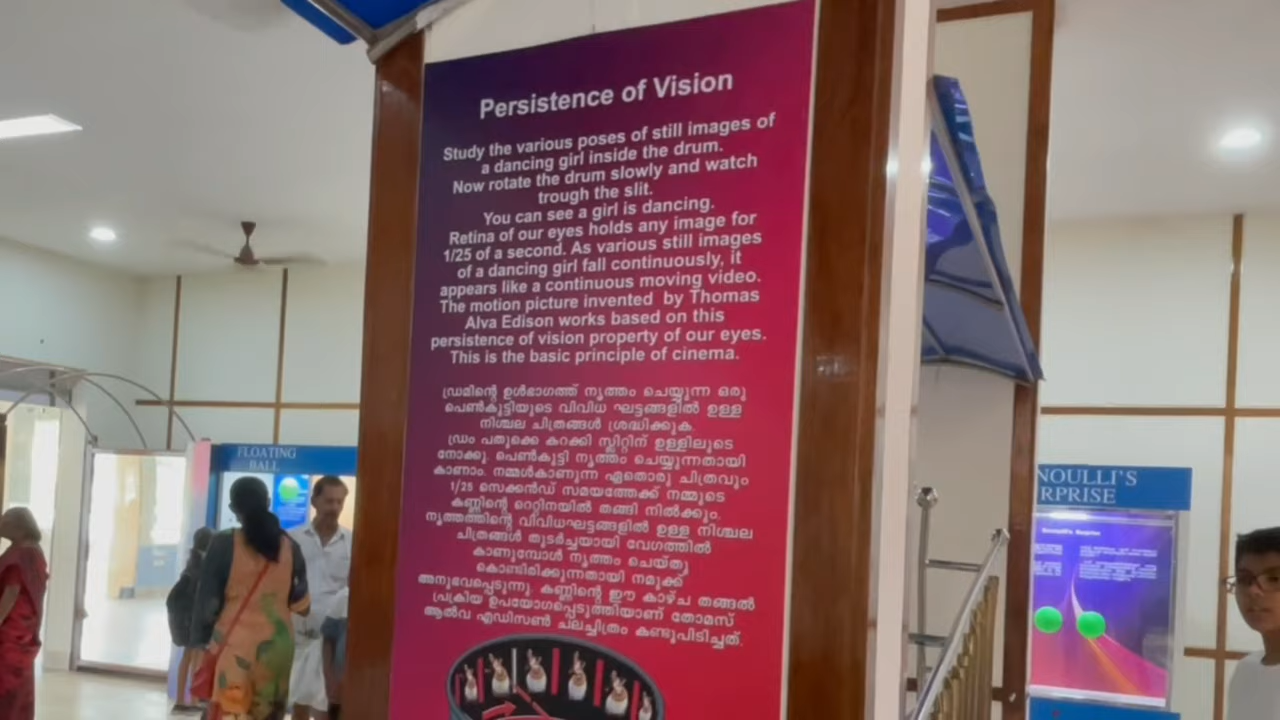 Persistence of Vision
Study the various poses of still images of
a dancing girl inside the drum.
Now rotate the drum slowly and watch
trough the slit.
You can see a girl is dancing.
Retina of our eyes holds any image for
1/25 of a second. As various still images
of a dancing girl fall continuously, it
appears like a continuous moving video.
The motion picture invented by Thomas
Alva Edison works based on this
persistence of vision property of our eyes.
This is the basic principle of cinema.
ഡ്രമിന്റെ ഉൾഭാഗത്ത് നൃത്തം ചെയ്യുന്ന ഒരു
പെൺകുട്ടിയുടെ വിവിധ ഘട്ടങ്ങളിൽ ഉള്ള
നിശ്ചല ചിത്രങ്ങൾ ശ്രദ്ധിക്കുക.
ഡ്രം പതുക്കെ കറക്കി സ്ലിറ്റിന് ഉള്ളിലൂടെ
നോക്കൂ. പെൺകുട്ടി നൃത്തം ചെയ്യുന്നതായി
കാണാം. നമ്മൾകാണുന്ന ഏതൊരു ചിത്രവും
1/25 സെക്കൻഡ് സമയത്തേക്ക് നമ്മുടെ
കണ്ണിന്റെ റെറ്റിനയിൽ തങ്ങി നിൽക്കും.
നൃത്തത്തിന്റെ വിവിധഘട്ടങ്ങളിൽ ഉള്ള നിശ്ചല
ചിത്രങ്ങൾ തുടർച്ചയായി വേഗത്തിൽ
കാണുമ്പോൾ നൃത്തം ചെയ്തു
കൊണ്ടിരിക്കുന്നതായി നമുക്ക്
അനുഭവപ്പെടുന്നു. കണ്ണിന്റെ ഈ കാഴ്ച തങ്ങൽ
പ്രക്രിയ ഉപയോഗപ്പെടുത്തിയാണ് തോമസ്
ആൽവ എഡിസൺ ചലച്ചിത്രം കണ്ടുപിടിച്ചത്.
FLOATING
BALL
NOULLI'S
RPRISE
Bernoulli's Surprise